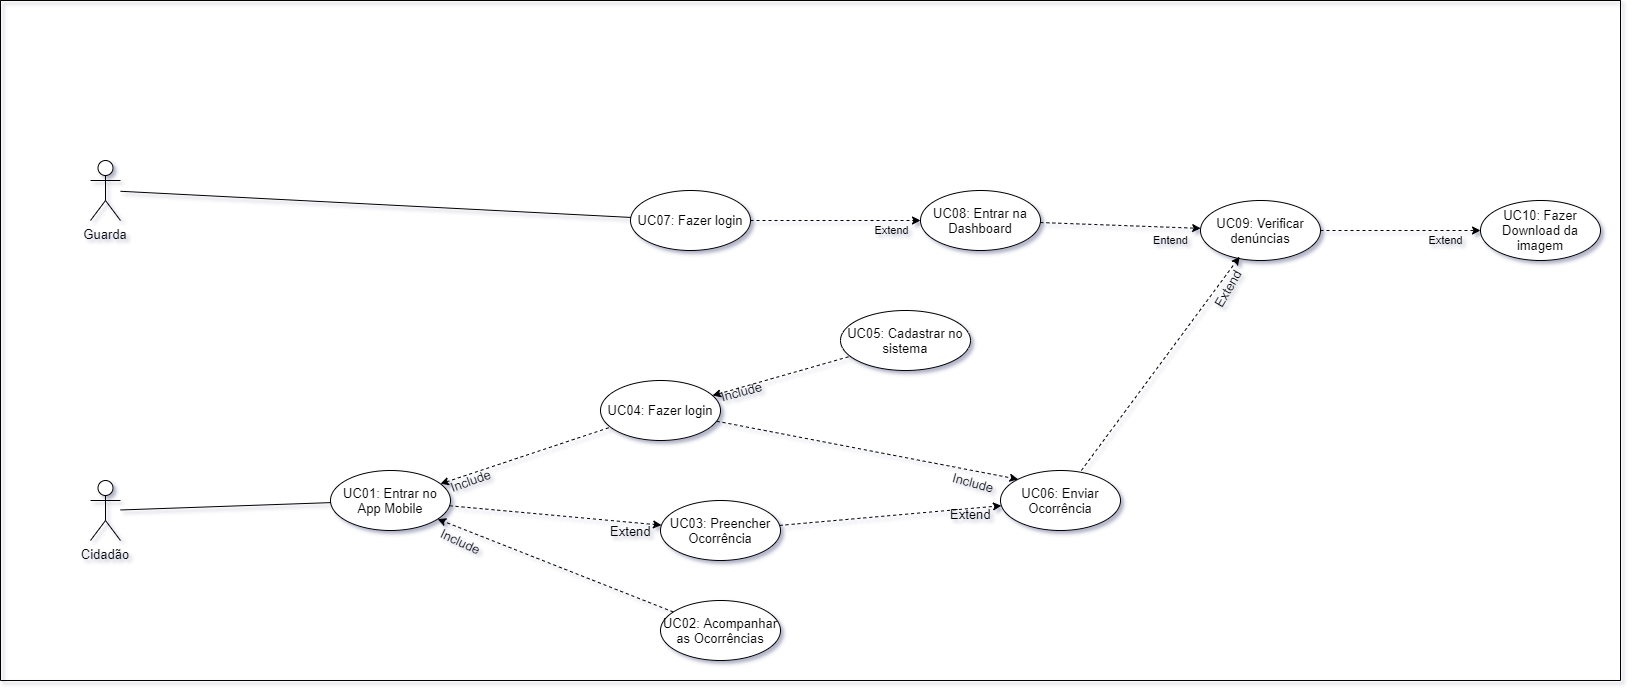 Guarda
UC07: Fazer login
Extend
UC08: Entrar na
Dashboard
Entend
UC09: Verificar
denúncias
Extend
UC10: Fazer
Download da
imagem
Extend
UC05: Cadastrar no
sistema
Include
UC04: Fazer login
Include
Include
Cidadão
UC01: Entrar no
App Mobile
Extend
UC03: Preencher
Ocorrência
Extend
UC06: Enviar
Ocorrência
Include
UC02: Acompanhar
as Ocorrências